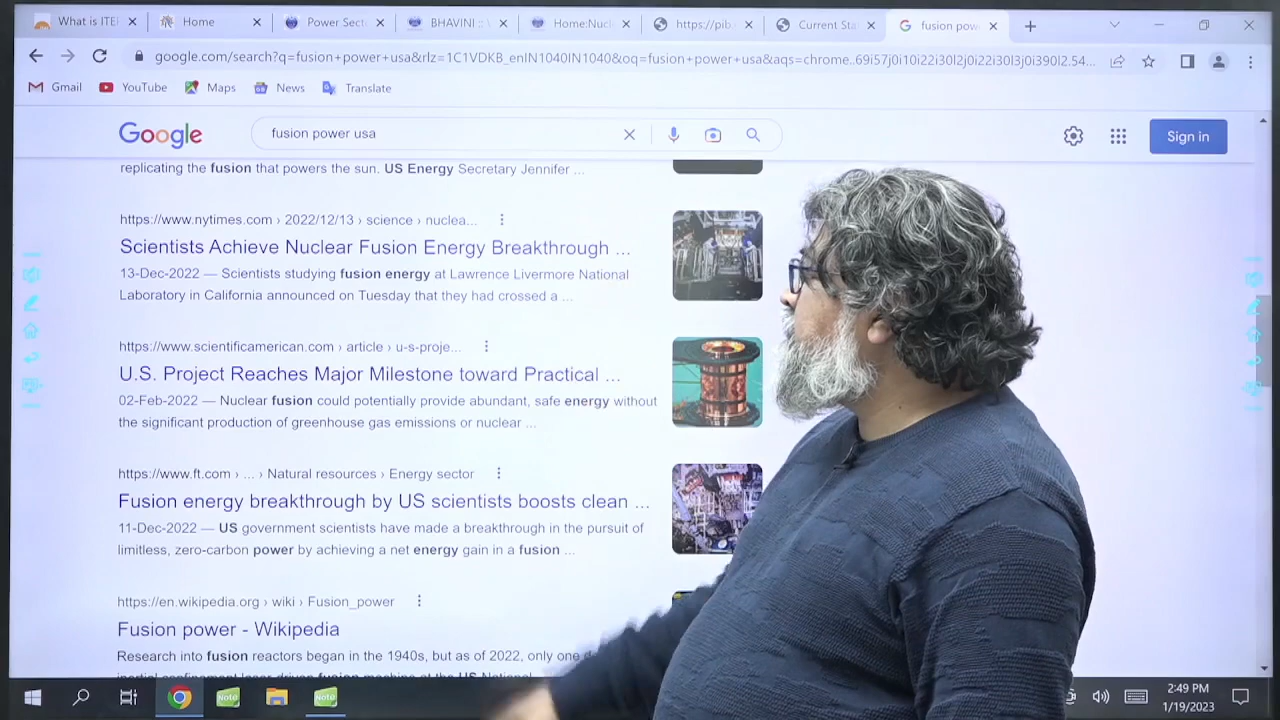 What is ITE
Home
Power Sect
BHAVINI ::
Home:Nucl
https://pib.
Current Sta
fusion pow
google.com/search?q=fusion+power+usa&rlz=1C1VDKB_enIN1040IN1040&oq=fusion+power+usa&aqs=chrome..69i57j0i10i22i30l2j0i22i30l3j0i390l2.54...
Gmail
YouTube
Maps
News
Translate
Google
fusion power usa
Sign in
replicating the fusion that powers the sun. US Energy Secretary Jennifer ...
https://www.nytimes.com › 2022/12/13 › science › nuclea...
Scientists Achieve Nuclear Fusion Energy Breakthrough ...
13-Dec-2022 — Scientists studying fusion energy at Lawrence Livermore National
Laboratory in California announced on Tuesday that they had crossed a ...
https://www.scientificamerican.com › article › u-s-proje...
U.S. Project Reaches Major Milestone toward Practical ...
02-Feb-2022 — Nuclear fusion could potentially provide abundant, safe energy without
the significant production of greenhouse gas emissions or nuclear ...
https://www.ft.com › ... › Natural resources › Energy sector
Fusion energy breakthrough by US scientists boosts clean ...
11-Dec-2022 — US government scientists have made a breakthrough in the pursuit of
limitless, zero-carbon power by achieving a net energy gain in a fusion ...
https://en.wikipedia.org › wiki › Fusion_power
Fusion power - Wikipedia
Research into fusion reactors began in the 1940s, but as of 2022, only one
2:49 PM
1/19/2023